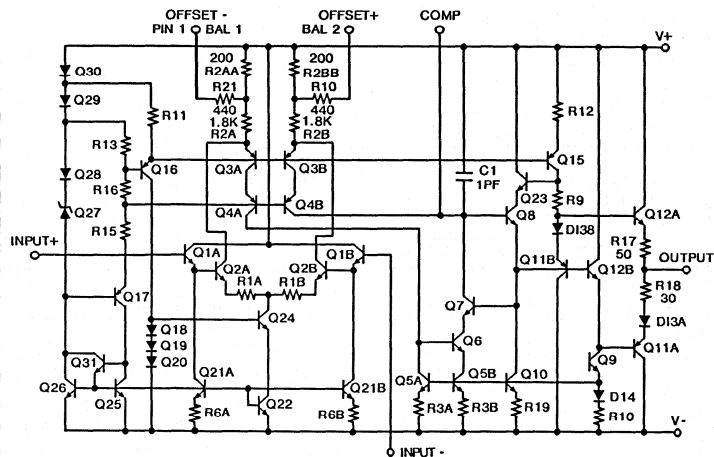 OFFSET - OFFSET+ COMP
PIN 1 BAL 1 BAL 2
V+
Q30
200 200
R2AA R2BB
Q29
R21 R10
R11
R12
440 440
1.8K 1.8K
R13
R2A R2B
Q16
Q15
Q28
Q3A Q3B
C1
1PF
R16
Q23
R9
Q27
Q4A Q4B
Q8
Q12A
R15
DI38
R17
50
INPUT+
Q1A Q2A Q2B Q1B
Q11B
Q12B
OUTPUT
R1A R1B
R18
30
Q17
Q7
Q24
Q18
Q19
Q20
Q6
DI3A
Q11A
Q31
Q9
Q26 Q25
Q21A Q22 Q21B
Q5A Q5B Q10
D14
R6A R6B
R3A R3B R19
R10
V-
INPUT -